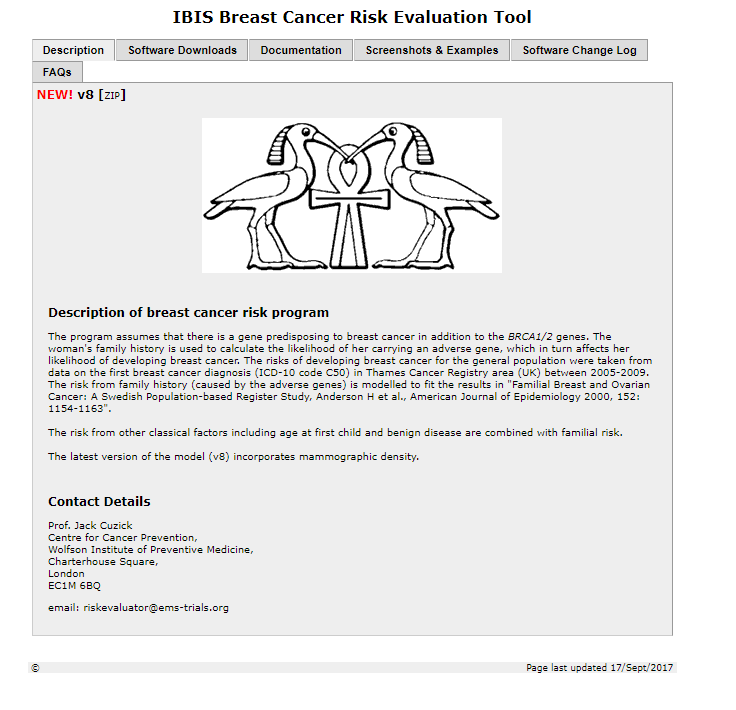 IBIS Breast Cancer Risk Evaluation Tool
Description Software Downloads Documentation Screenshots & Examples Software Change Log
FAQs
NEW! v8 [ZIP]
Description of breast cancer risk program
The program assumes that there is a gene predisposing to breast cancer in addition to the BRCA1/2 genes. The
woman's family history is used to calculate the likelihood of her carrying an adverse gene, which in turn affects her
likelihood of developing breast cancer. The risks of developing breast cancer for the general population were taken from
data on the first breast cancer diagnosis (ICD-10 code C50) in Thames Cancer Registry area (UK) between 2005-2009.
The risk from family history (caused by the adverse genes) is modelled to fit the results in "Familial Breast and Ovarian
Cancer: A Swedish Population-based Register Study, Anderson H et al., American Journal of Epidemiology 2000, 152:
1154-1163".
The risk from other classical factors including age at first child and benign disease are combined with familial risk.
The latest version of the model (v8) incorporates mammographic density.
Contact Details
Prof. Jack Cuzick
Centre for Cancer Prevention,
Wolfson Institute of Preventive Medicine,
Charterhouse Square,
London
EC1M 6BQ
email: riskevaluator@ems-trials.org
© Page last updated 17/Sept/2017